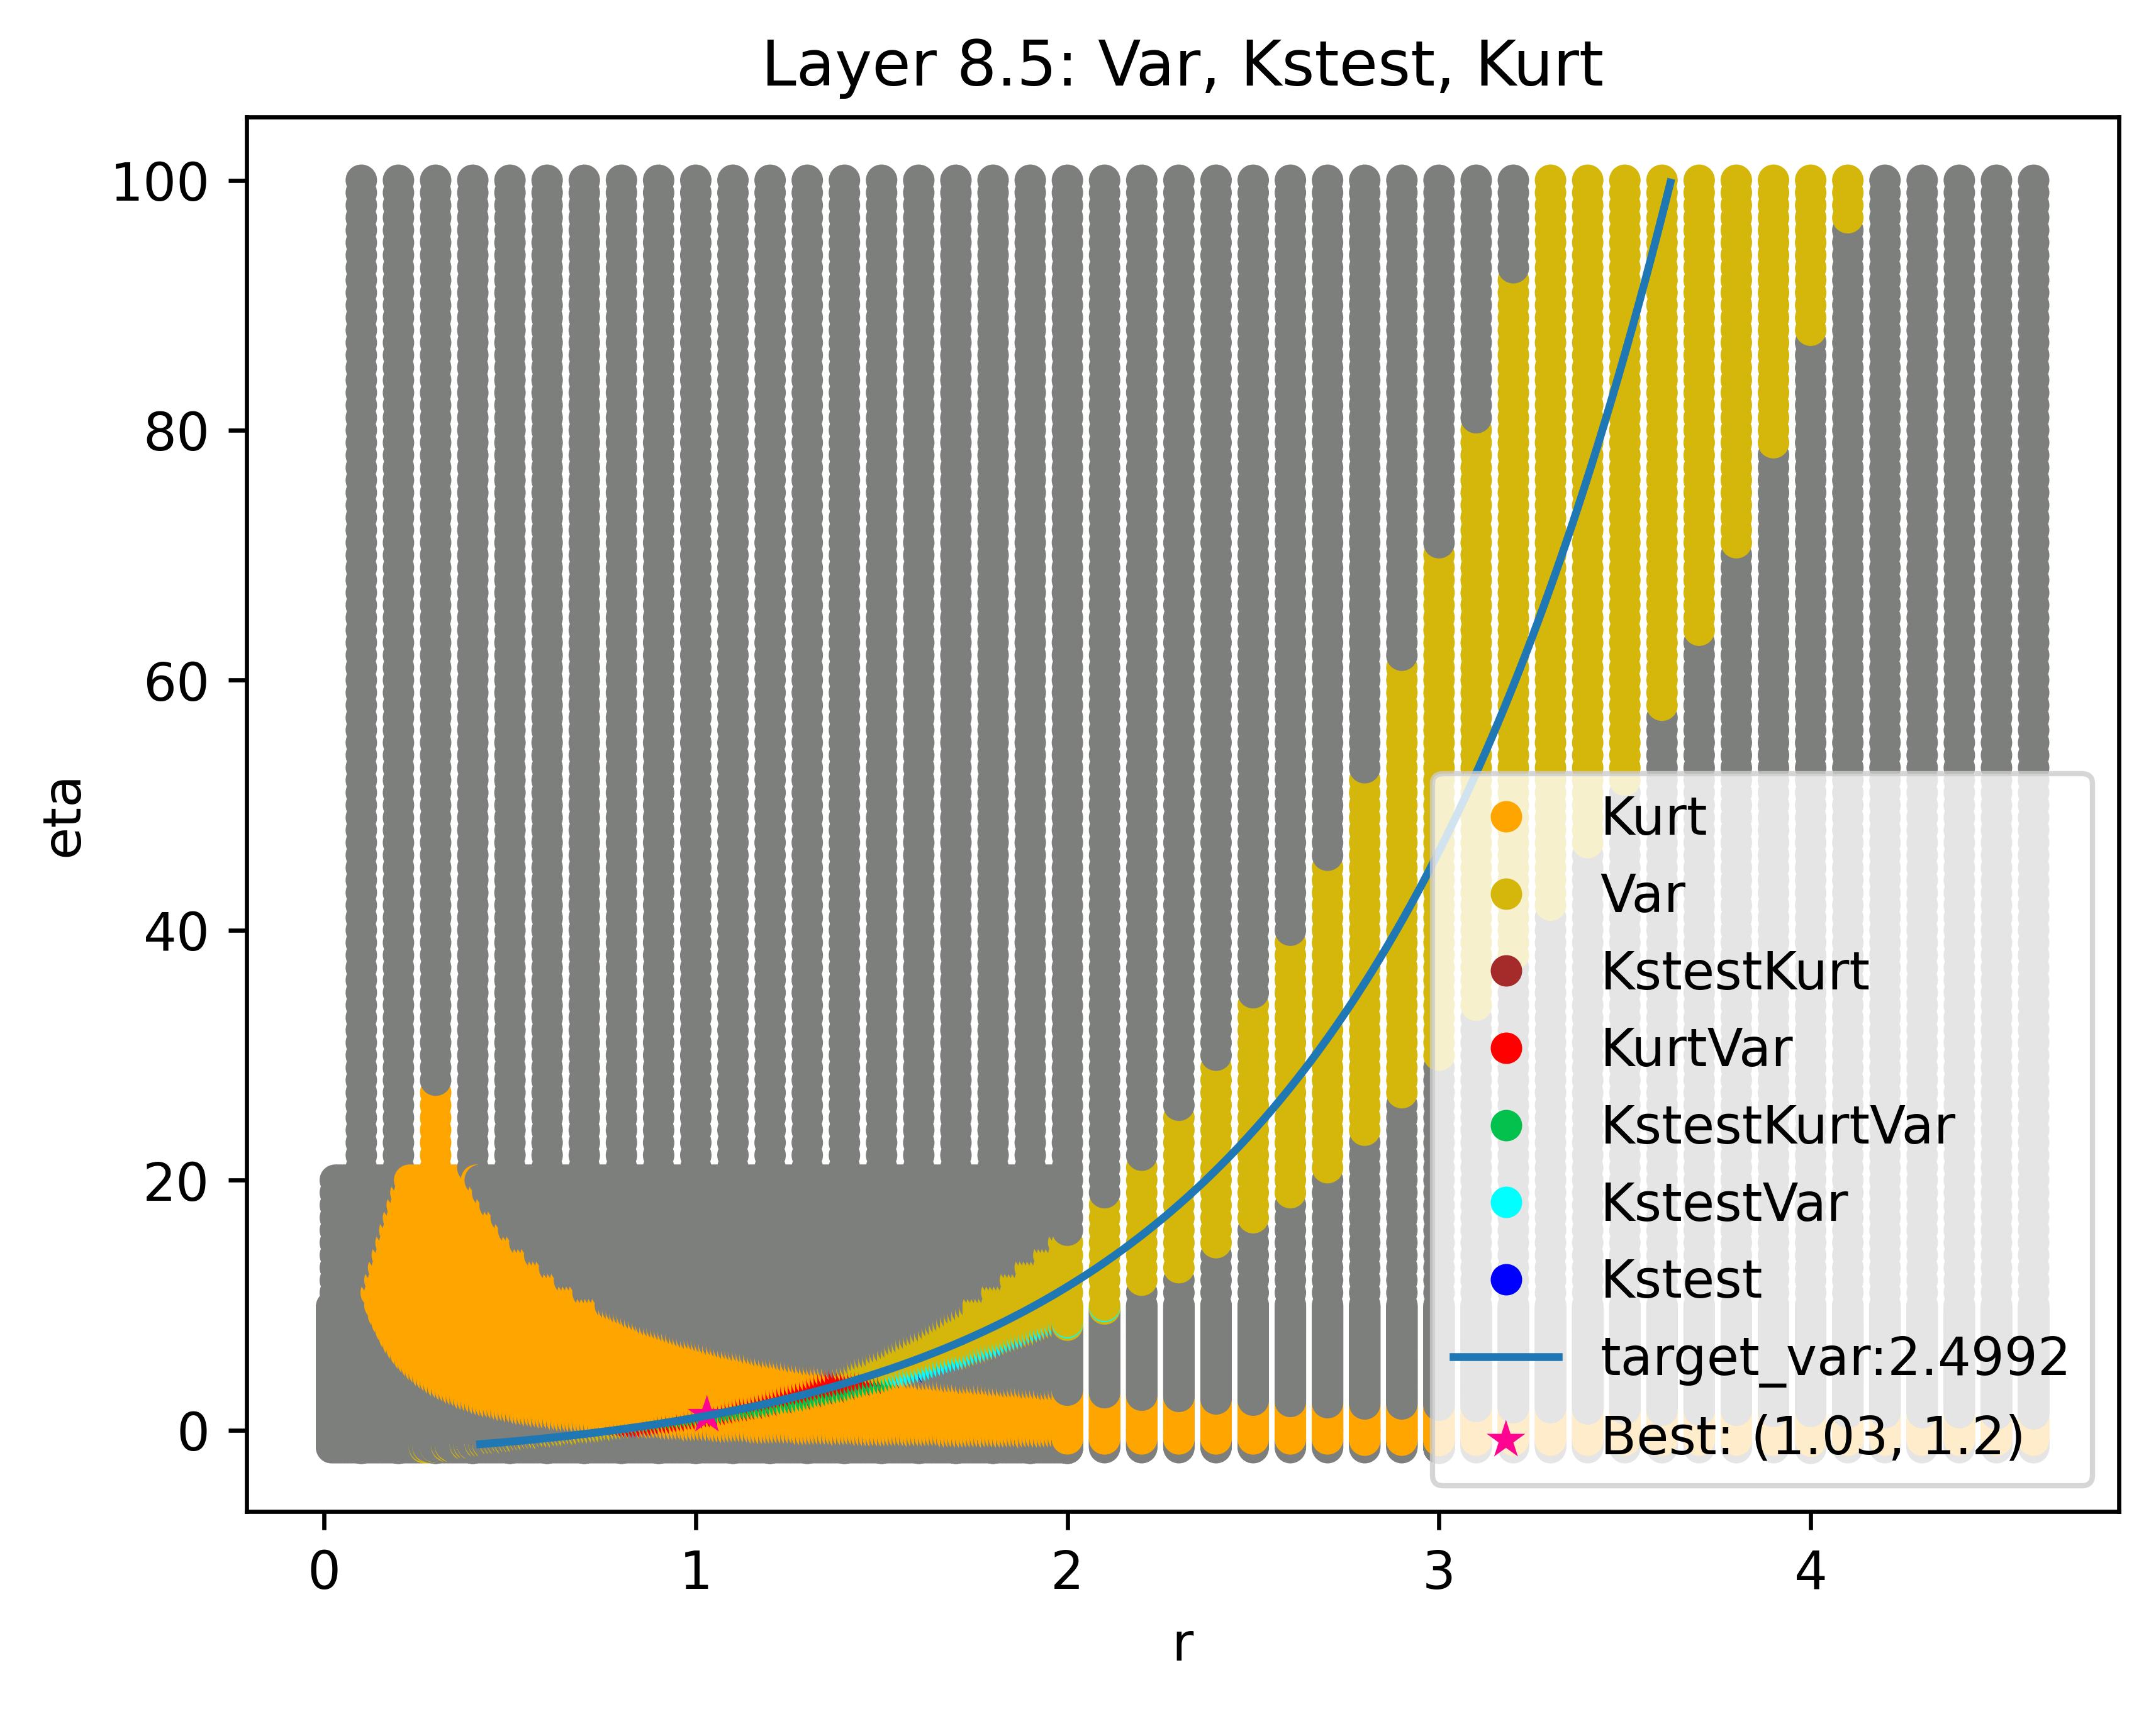 Layer 8.5: Var, Kstest, Kurt
100
80
60
40
20
0
eta
Kurt
Var
KstestKurt
KurtVar
KstestKurtVar
KstestVar
Kstest
target_var:2.4992
Best: (1.03, 1.2)
0 1 2 3 4
r